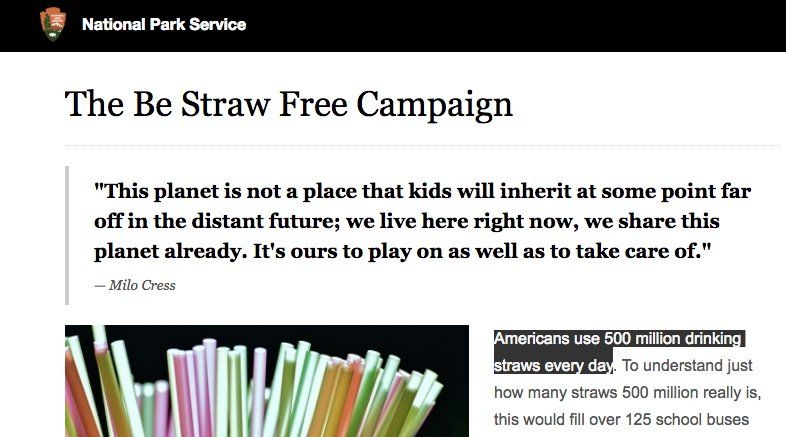 National Park Service
The Be Straw Free Campaign
"This planet is not a place that kids will inherit at some point far
off in the distant future; we live here right now, we share this
planet already. It's ours to play on as well as to take care of."
— Milo Cress
Americans use 500 million drinking
straws every day. To understand just
how many straws 500 million really is,
this would fill over 125 school buses